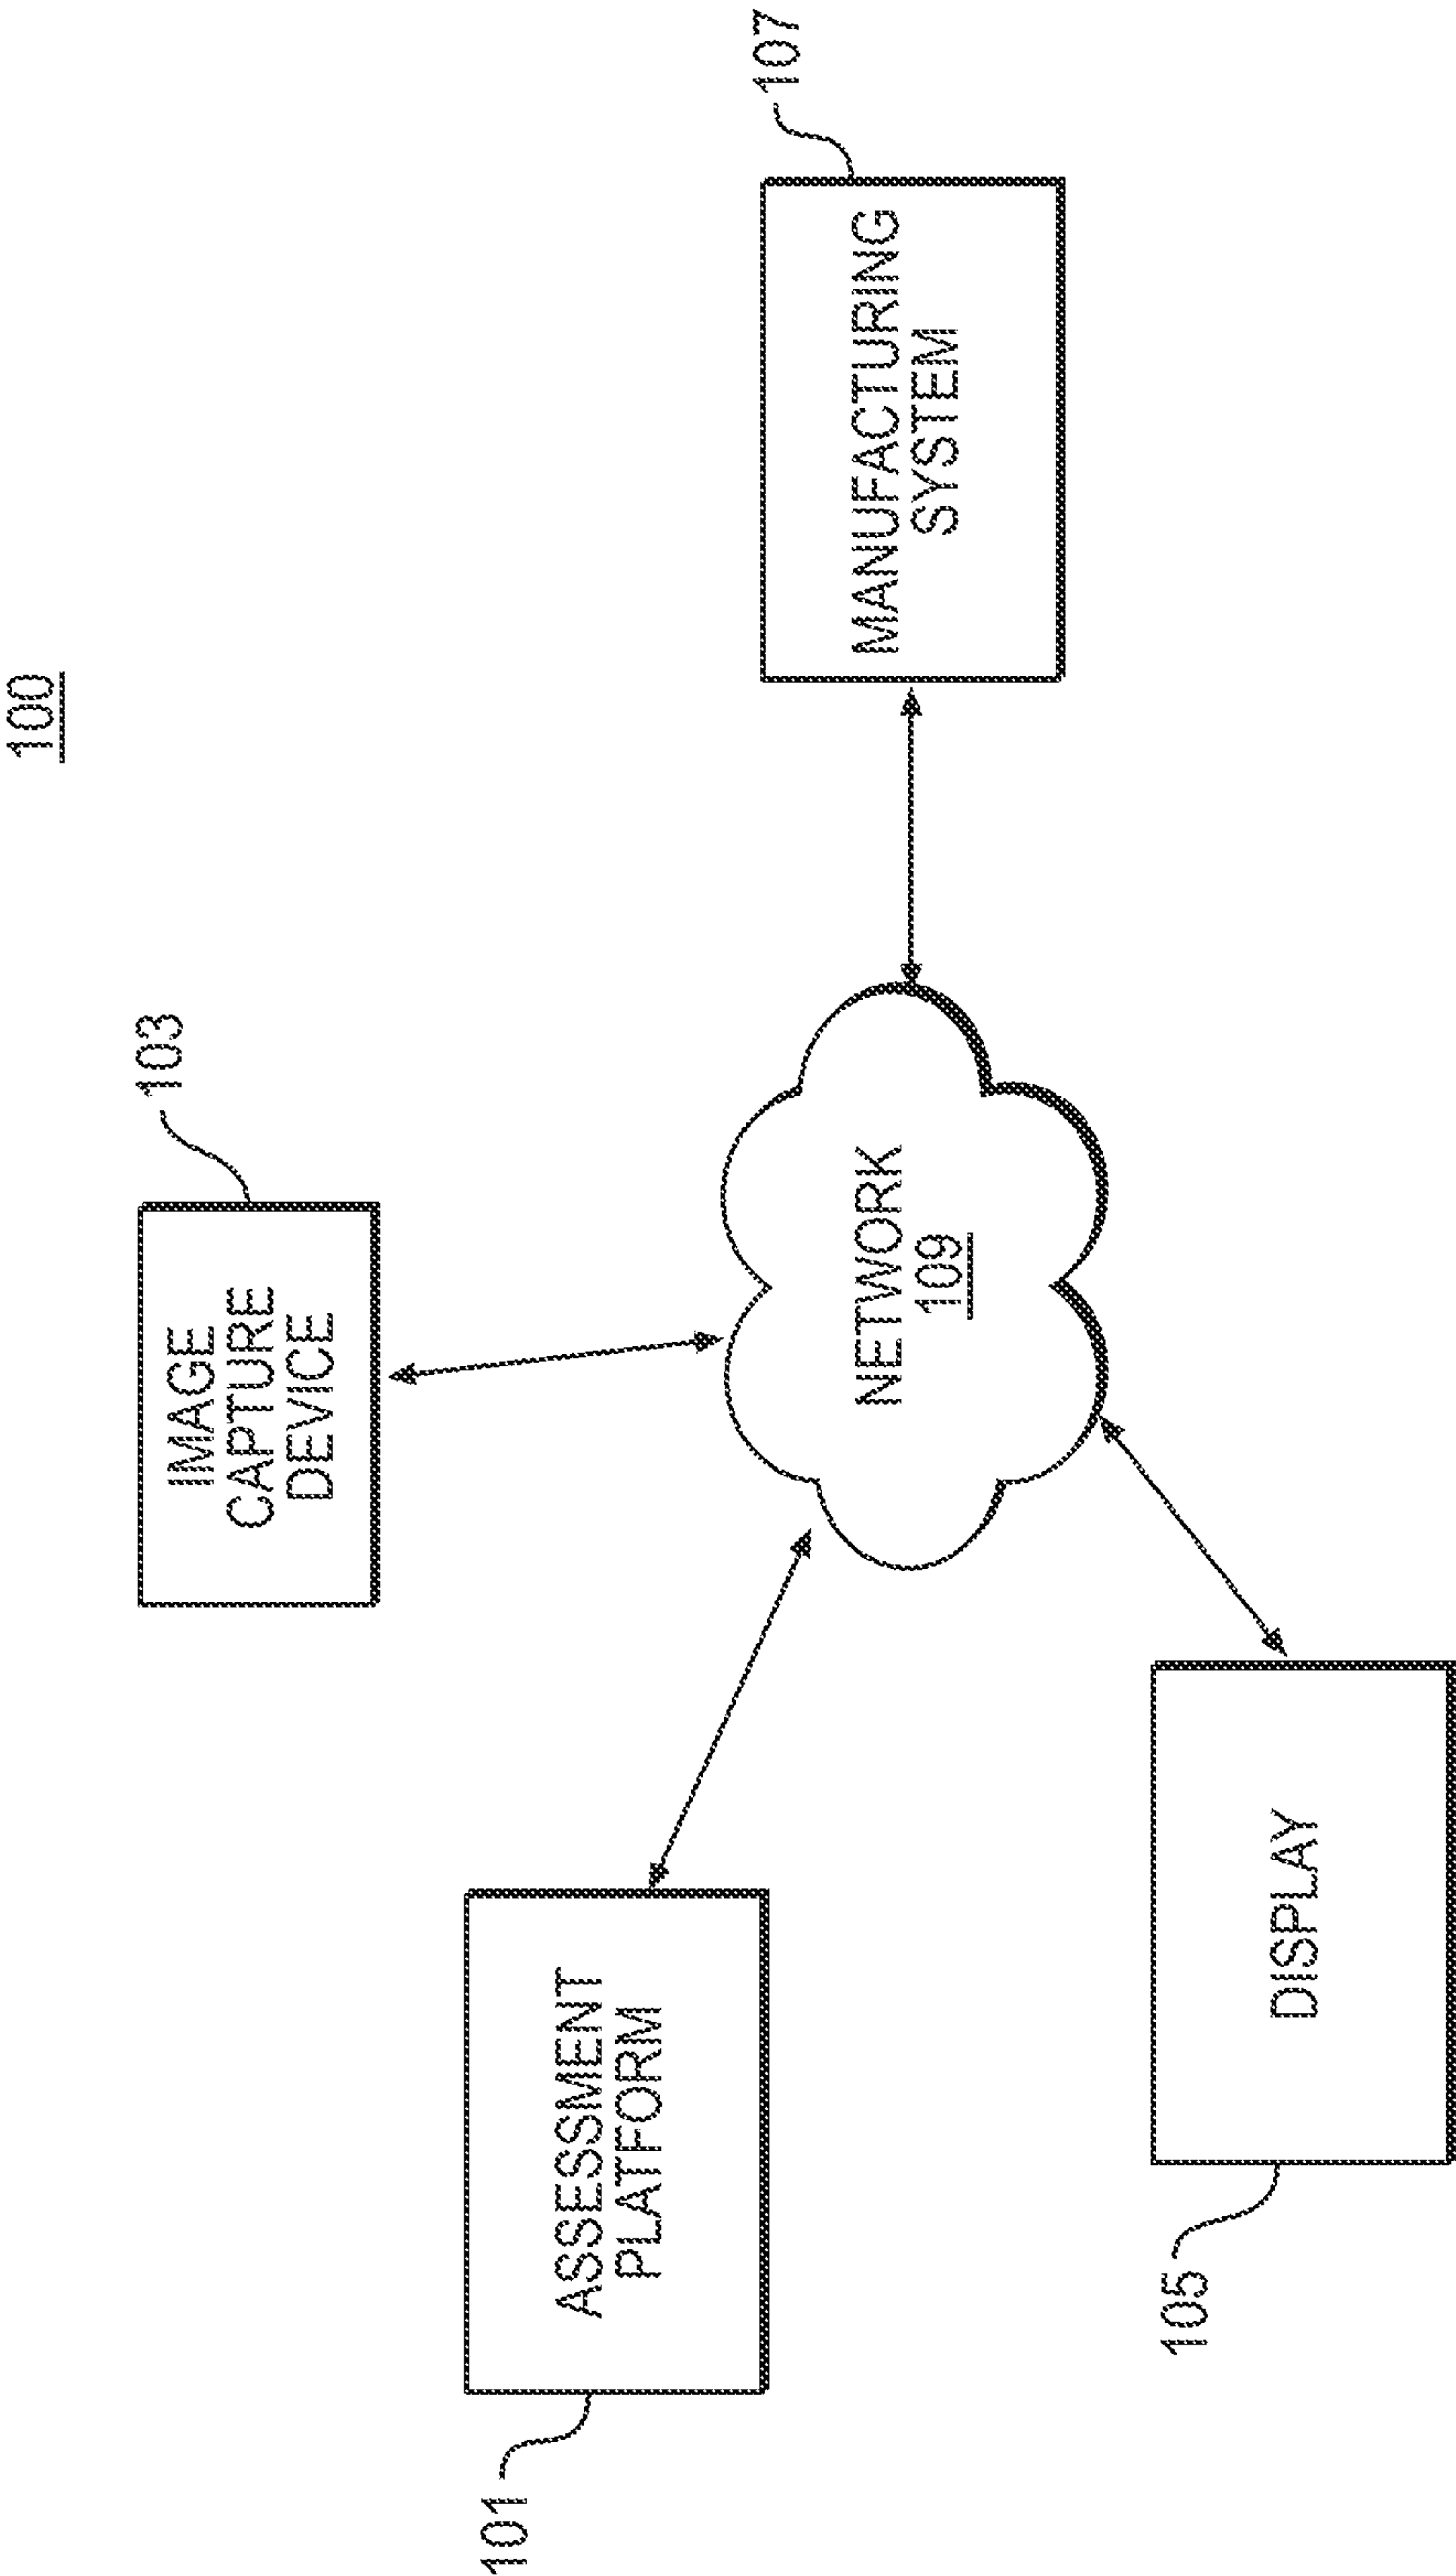 100
103
IMAGE
CAPTURE
DEVICE
101
ASSESSMENT
PLATFORM
107
MANUFACTURING
SYSTEM
NETWORK
109
105
DISPLAY